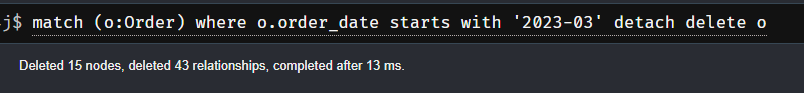 j$ match (o:Order) where o.order_date starts with '2023-03' detach delete o
Deleted 15 nodes, deleted 43 relationships, completed after 13 ms.